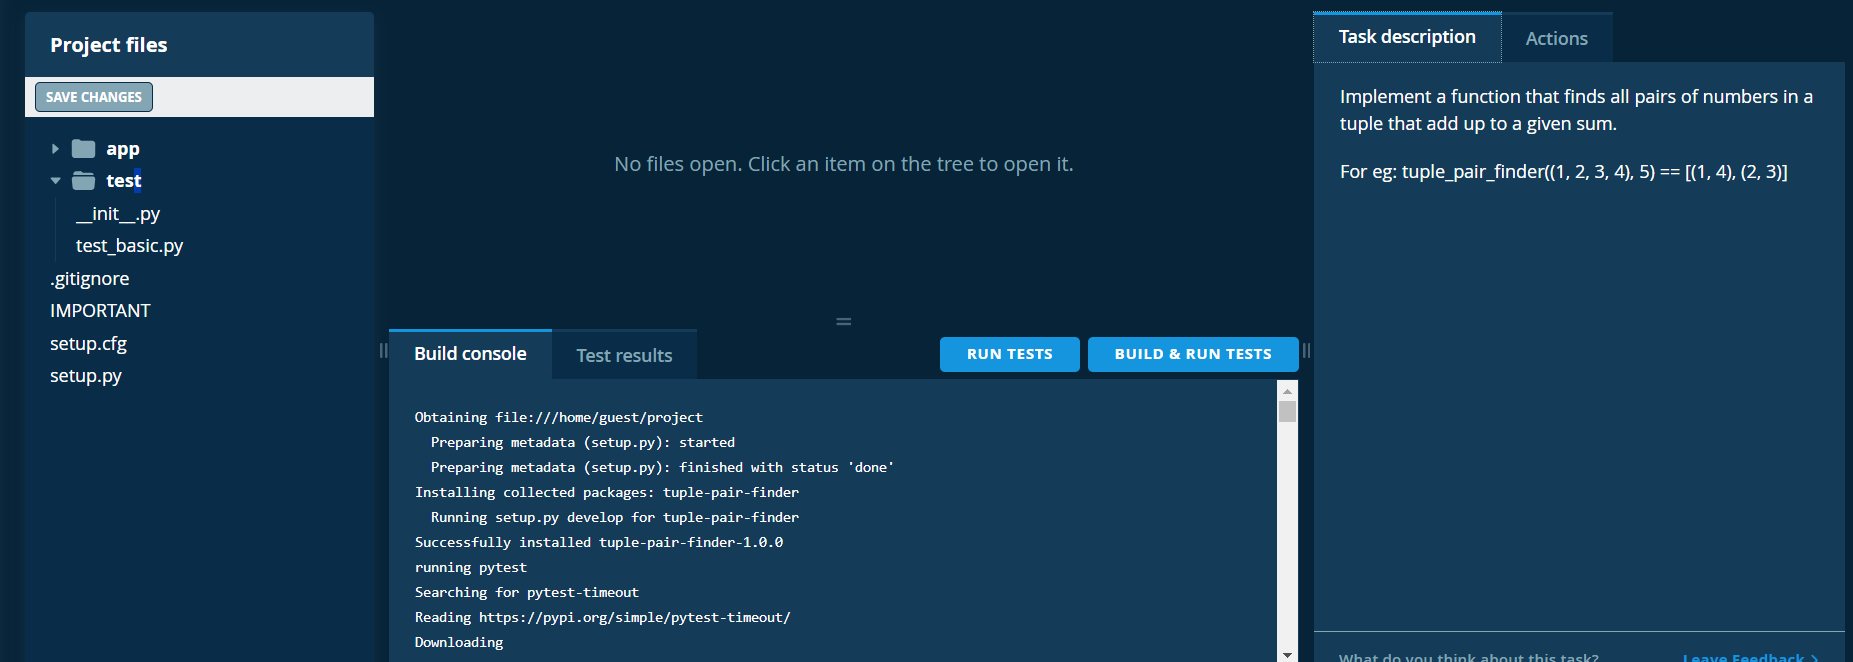 Project files
SAVE CHANGES
app
test
__init__.py
test_basic.py
.gitignore
IMPORTANT
setup.cfg
setup.py
No files open. Click an item on the tree to open it.
Build console
Test results
RUN TESTS
BUILD & RUN TESTS
Obtaining file:///home/guest/project
Preparing metadata (setup.py): started
Preparing metadata (setup.py): finished with status 'done'
Installing collected packages: tuple-pair-finder
Running setup.py develop for tuple-pair-finder
Successfully installed tuple-pair-finder-1.0.0
running pytest
Searching for pytest-timeout
Reading https://pypi.org/simple/pytest-timeout/
Downloading
Task description
Actions
Implement a function that finds all pairs of numbers in a
tuple that add up to a given sum.
For eg: tuple_pair_finder((1, 2, 3, 4), 5) == [(1, 4), (2, 3)]
What do you think about this task?
Leave Feedback >